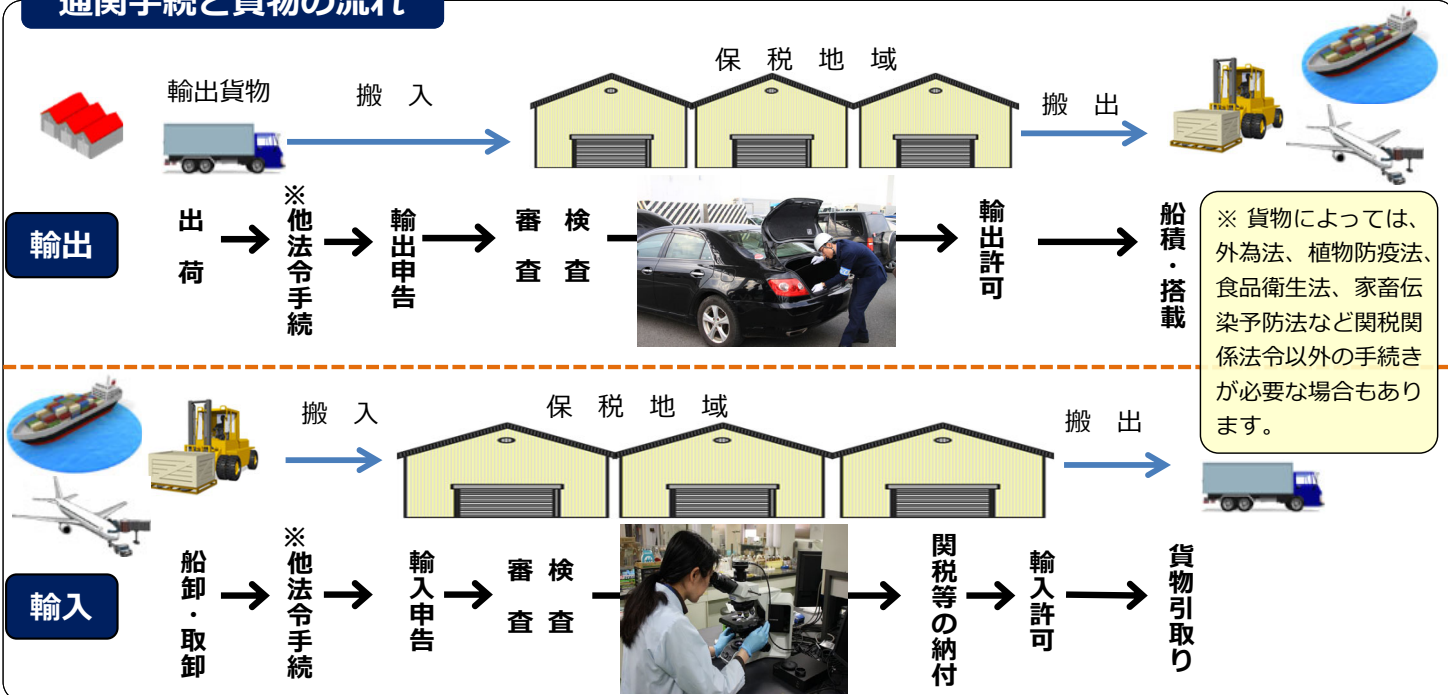 通関手続と貨物の流れ
保税地域
輸出貨物
搬入
搬出
輸出
出荷
※他法令手続
輸出申告
審査
検査
輸出許可
船積・搭載
※ 貨物によっては、
外為法、植物防疫法、
食品衛生法、家畜伝
染予防法など関税関
係法令以外の手続き
が必要な場合もあり
ます。
搬入
保税地域
搬出
輸入
船卸・取卸
※他法令手続
輸入申告
審査
検査
関税等の納付
輸入許可
貨物引取り